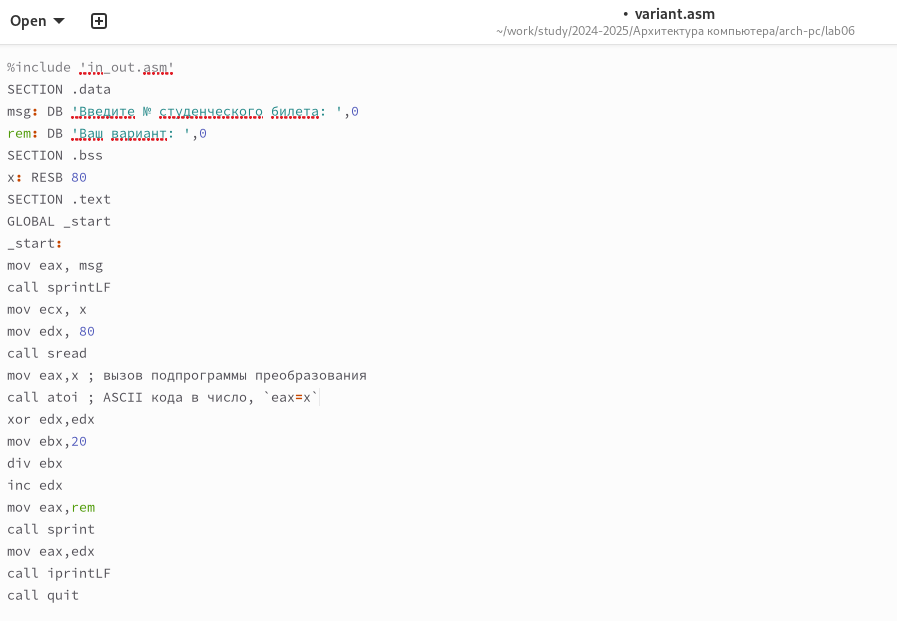 Open
• variant.asm
~/work/study/2024-2025/Архитектура компьютера/arch-pc/lab06
%include 'in_out.asm'
SECTION .data
msg: DB 'Введите № студенческого билета: ',0
rem: DB 'Ваш вариант: ',0
SECTION .bss
x: RESB 80
SECTION .text
GLOBAL _start
_start:
mov eax, msg
call sprintLF
mov ecx, x
mov edx, 80
call sread
mov eax,x ; вызов подпрограммы преобразования
call atoi ; ASCII кода в число, `eax=x`
xor edx,edx
mov ebx,20
div ebx
inc edx
mov eax,rem
call sprint
mov eax,edx
call iprintLF
call quit